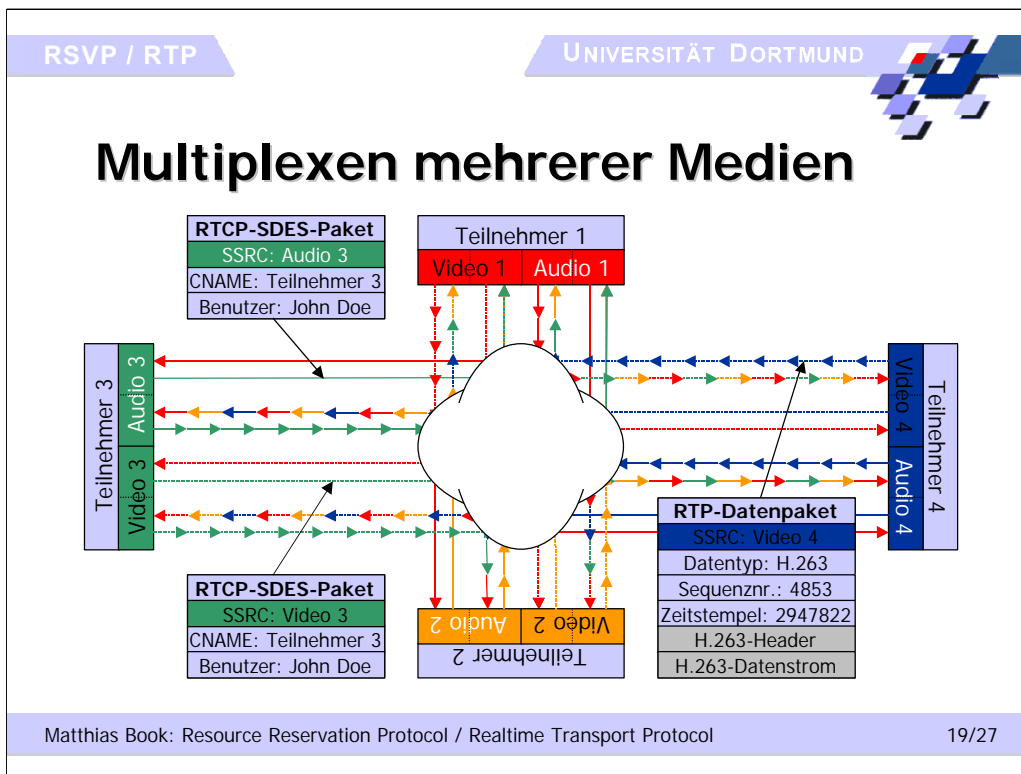 RSVP / RTP
UNIVERSITÄT DORTMUND
Multiplexen mehrerer Medien
RTCP-SDES-Paket
SSRC: Audio 3
CNAME: Teilnehmer 3
Benutzer: John Doe
Teilnehmer 1
Video 1
Audio 1
Teilnehmer 3
Audio 3
Video 3
Video 4
Audio 4
Teilnehmer 4
RTP-Datenpaket
SSRC: Video 4
Datentyp: H.263
Sequenznr.: 4853
Zeitstempel: 2947822
H.263-Header
H.263-Datenstrom
RTCP-SDES-Paket
SSRC: Video 3
CNAME: Teilnehmer 3
Benutzer: John Doe
Audio 2
Video 2
Teilnehmer 2
Matthias Book: Resource Reservation Protocol / Realtime Transport Protocol
19/27